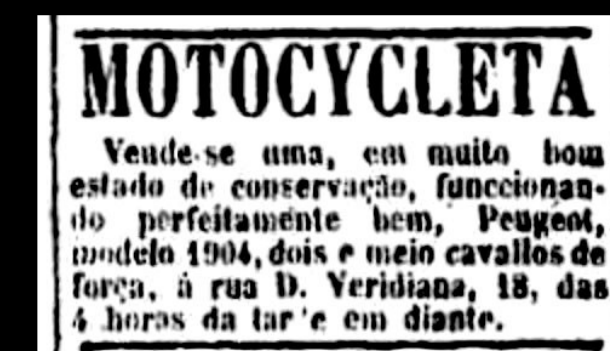 MOTOCYCLETA
Vende-se uma, em muito bom
estado de conservação, funccionan-
do perfeitamente bem, Peugeot,
modelo 1904, dois e meio cavallos de
força, á rua D. Veridiana, 18, das
4 horas da tar'e em diante.